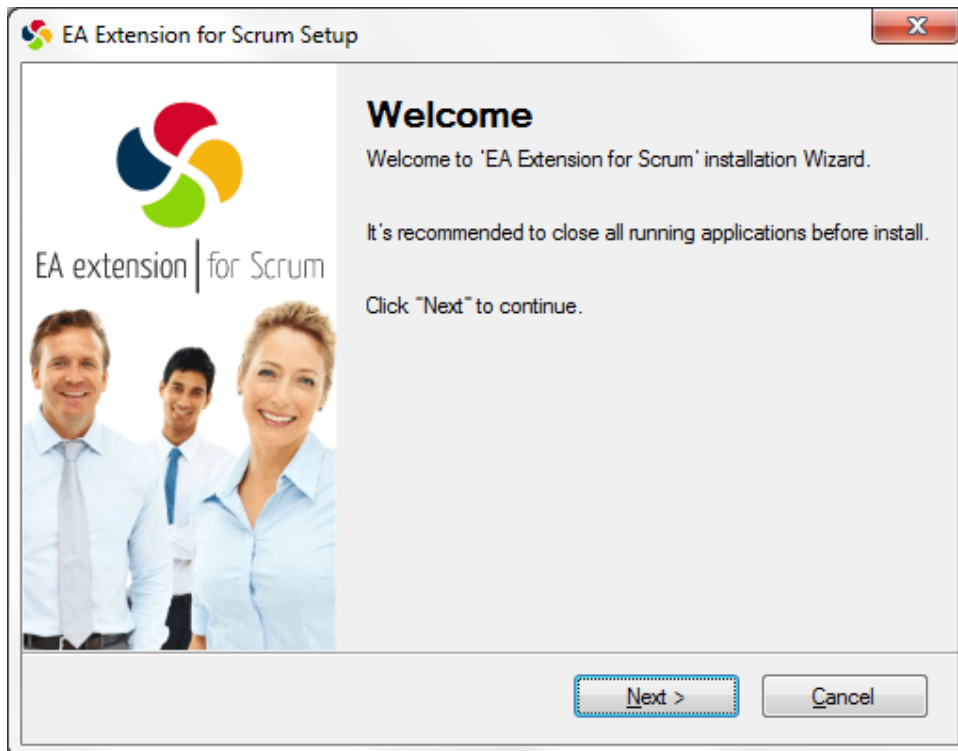 EA Extension for Scrum Setup
EA extension | for Scrum
Welcome
Welcome to 'EA Extension for Scrum' installation Wizard.
It's recommended to close all running applications before install.
Click "Next" to continue.
Next >
Cancel